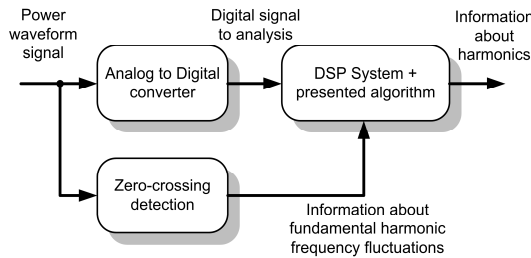 Power
waveform
signal
Digital signal
to analysis
Information
about
harmonics
Analog to Digital
converter
DSP System +
presented algorithm
Zero-crossing
detection
Information about
fundamental harmonic
frequency fluctuations